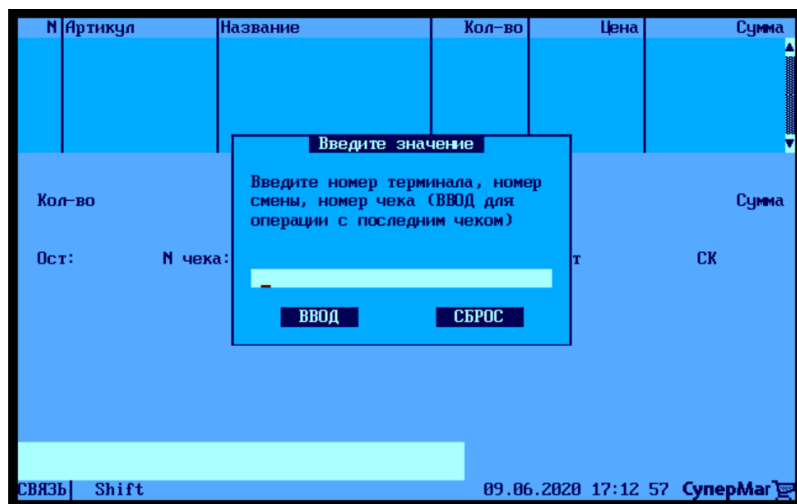 N Артикул Название Кол-во Цена Сумма
Введите значение
Введите номер терминала, номер
смены, номер чека (ВВОД для
операции с последним чеком)
Кол-во Сумма
Ост: N чека: т СК
ВВОД СБРОС
СВЯЗЬ Shift 09.06.2020 17:12 57 СуперМаг